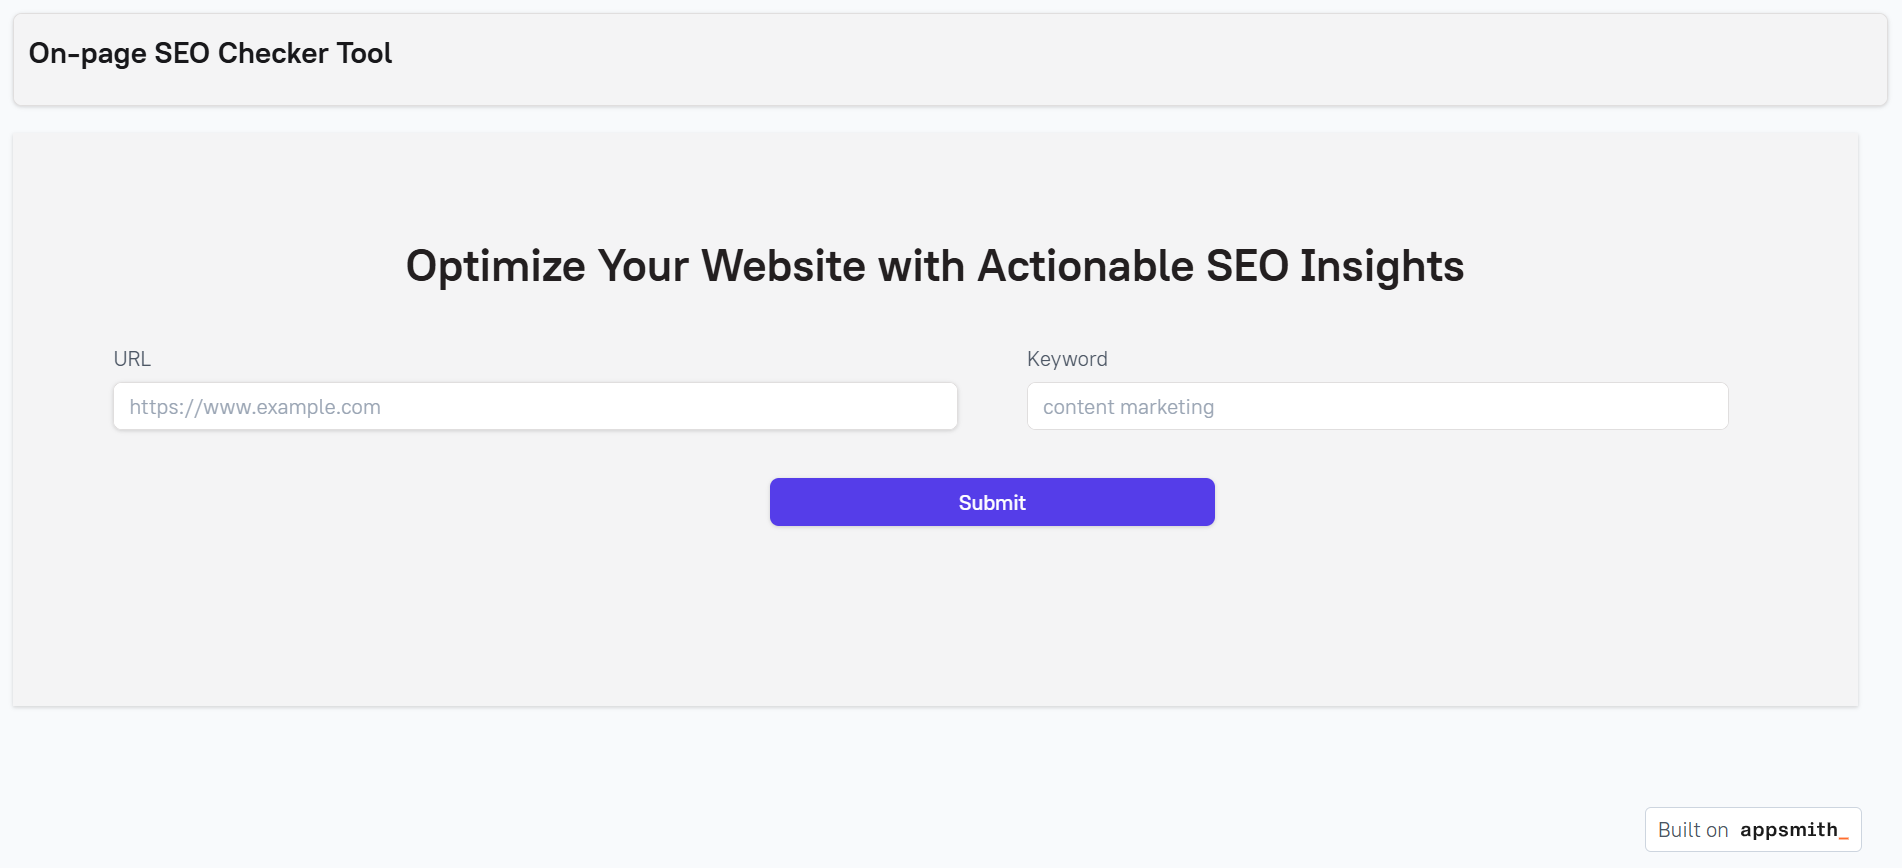 On-page SEO Checker Tool
Optimize Your Website with Actionable SEO Insights
URL
Keyword
https://www.example.com
content marketing
Submit
Built on appsmith_